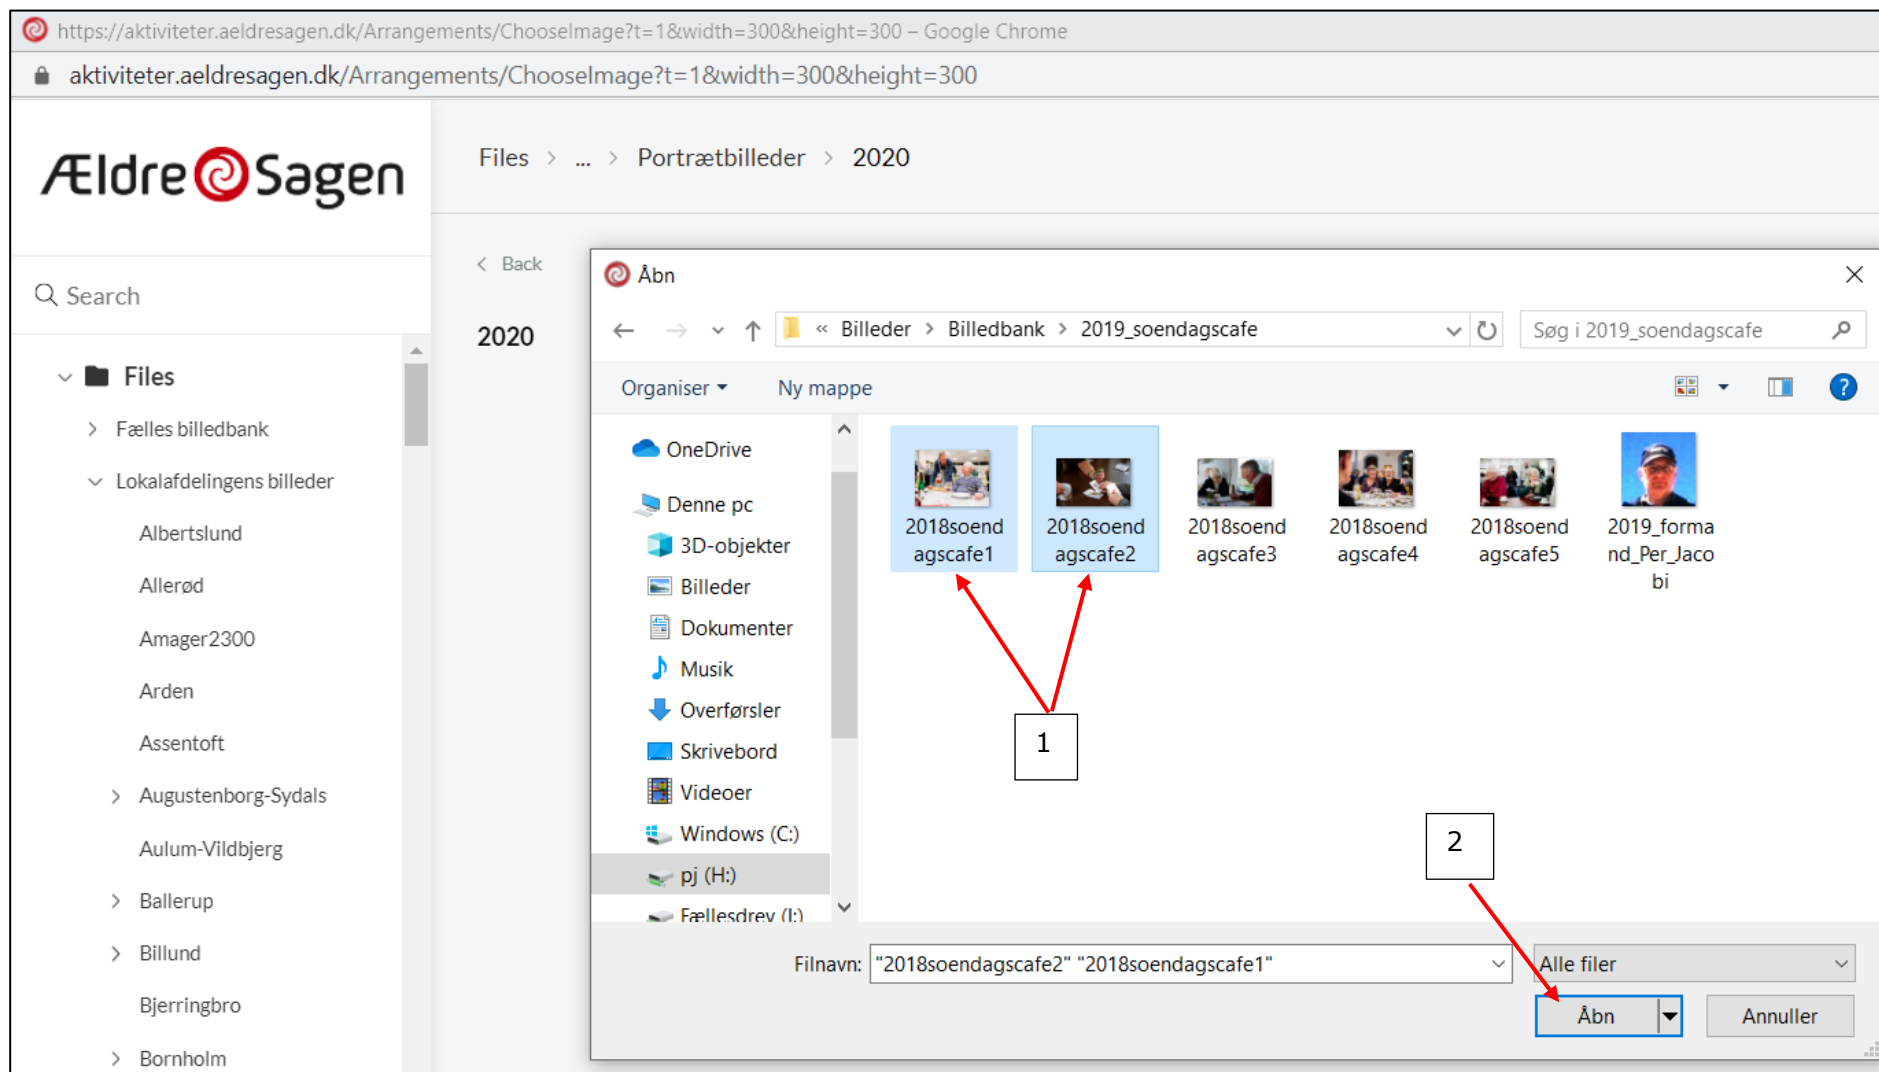 https://aktiviteter.aeldresagen.dk/Arrangements/ChooseImage?t=1&width=300&height=300 – Google Chrome
aktiviteter.aeldresagen.dk/Arrangements/ChooseImage?t=1&width=300&height=300
Ældre Sagen
Files > ... > Portrætbilleder > 2020
Search
Files
Fælles billedbank
Lokalafdelingens billeder
Albertslund
Allerød
Amager2300
Arden
Assentoft
Augustenborg-Sydals
Aulum-Vildbjerg
Ballerup
Billund
Bjerringbro
Bornholm
< Back
2020
Åbn
« Billeder > Billedbank > 2019_soendagscafe
Søg i 2019_soendagscafe
Organiser
Ny mappe
OneDrive
Denne pc
3D-objekter
Billeder
Dokumenter
Musik
Overførsler
Skrivebord
Videoer
Windows (C:)
pj (H:)
Fællesdrev (I:)
2018soend
agscafe1
2018soend
agscafe2
2018soend
agscafe3
2018soend
agscafe4
2018soend
agscafe5
2019_forma
nd_Per_Jaco
bi
1
2
Filnavn: "2018soendagscafe2" "2018soendagscafe1"
Alle filer
Åbn
Annuller